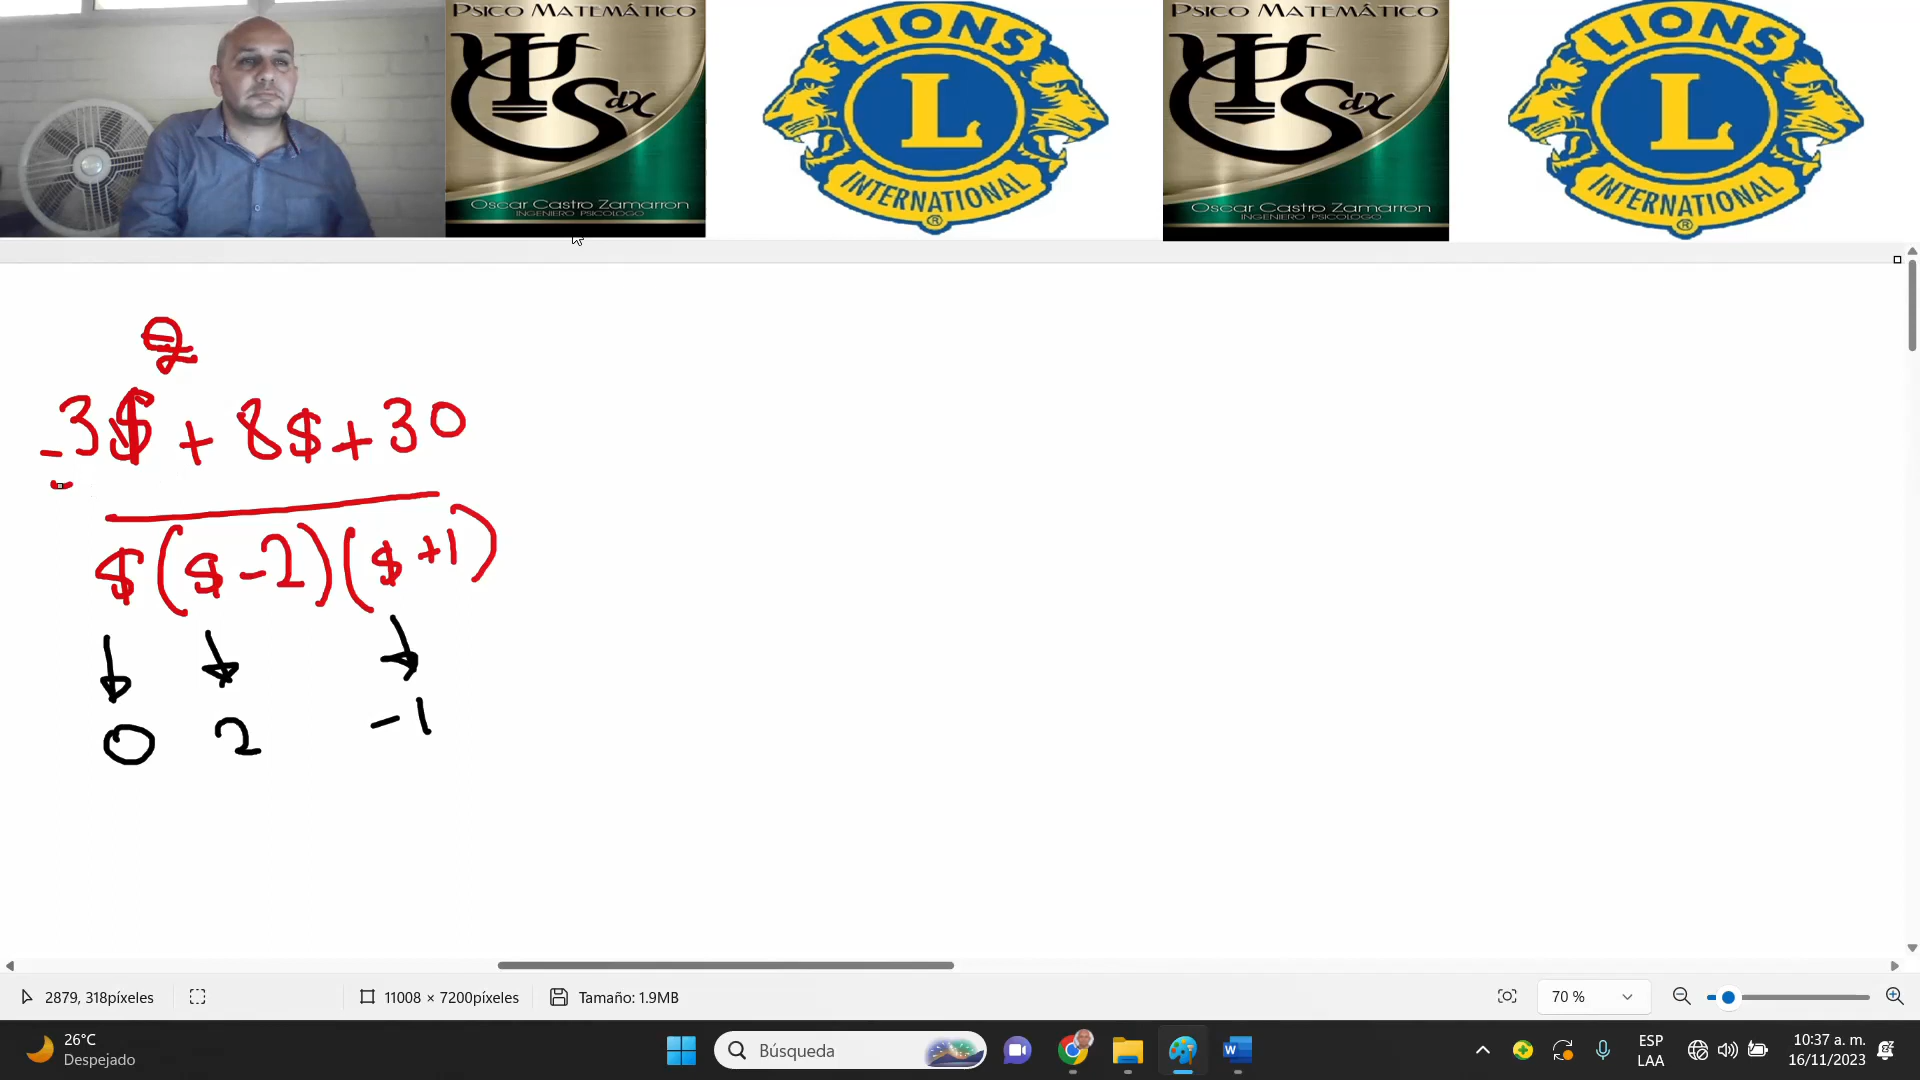 PSICO MATEMÁTICO
dx
OSCAR CASTRO ZAMARRON
INGENIERO PSICOLOGO
LIONS
L
INTERNATIONAL
®
PSICO MATEMÁTICO
dx
OSCAR CASTRO ZAMARRON
INGENIERO PSICOLOGO
LIONS
L
INTERNATIONAL
®
-3$ + 8$ + 30
$($-2)($+1)
0 2 -1
2879, 318píxeles
11008 × 7200píxeles
Tamaño: 1.9MB
70 %
26°C
Despejado
Búsqueda
W
ESP
LAA
10:37 a. m.
16/11/2023